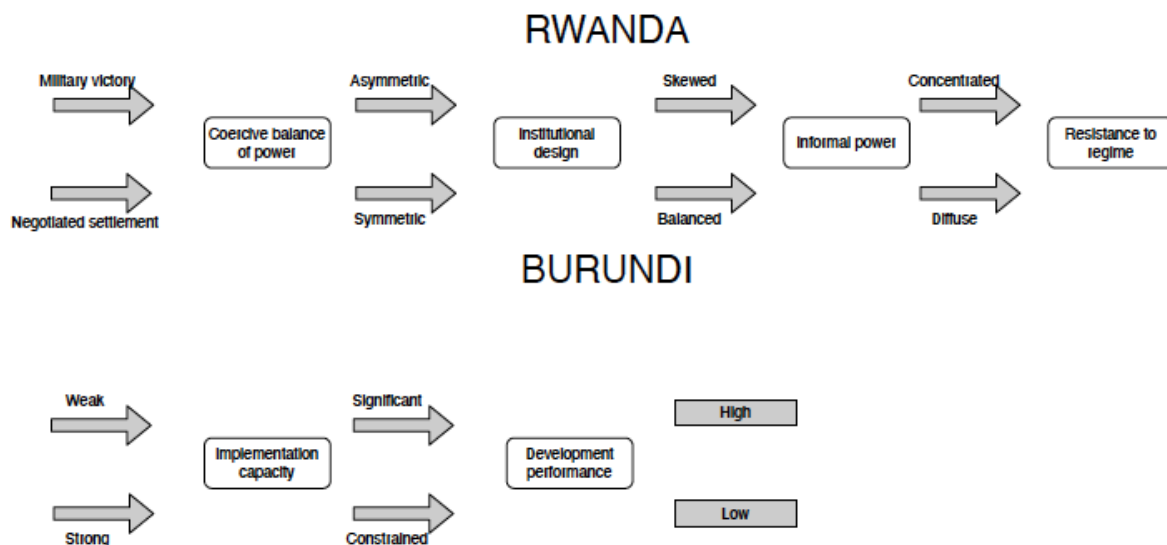 RWANDA
Military victory
Asymmetric
Skewed
Concentrated
Coercive balance
of power
Institutional
design
Informal power
Resistance to
regime
Negotiated settlement
Symmetric
Balanced
Diffuse
BURUNDI
Weak
Significant
High
Implementation
capacity
Development
performance
Low
Strong
Constrained